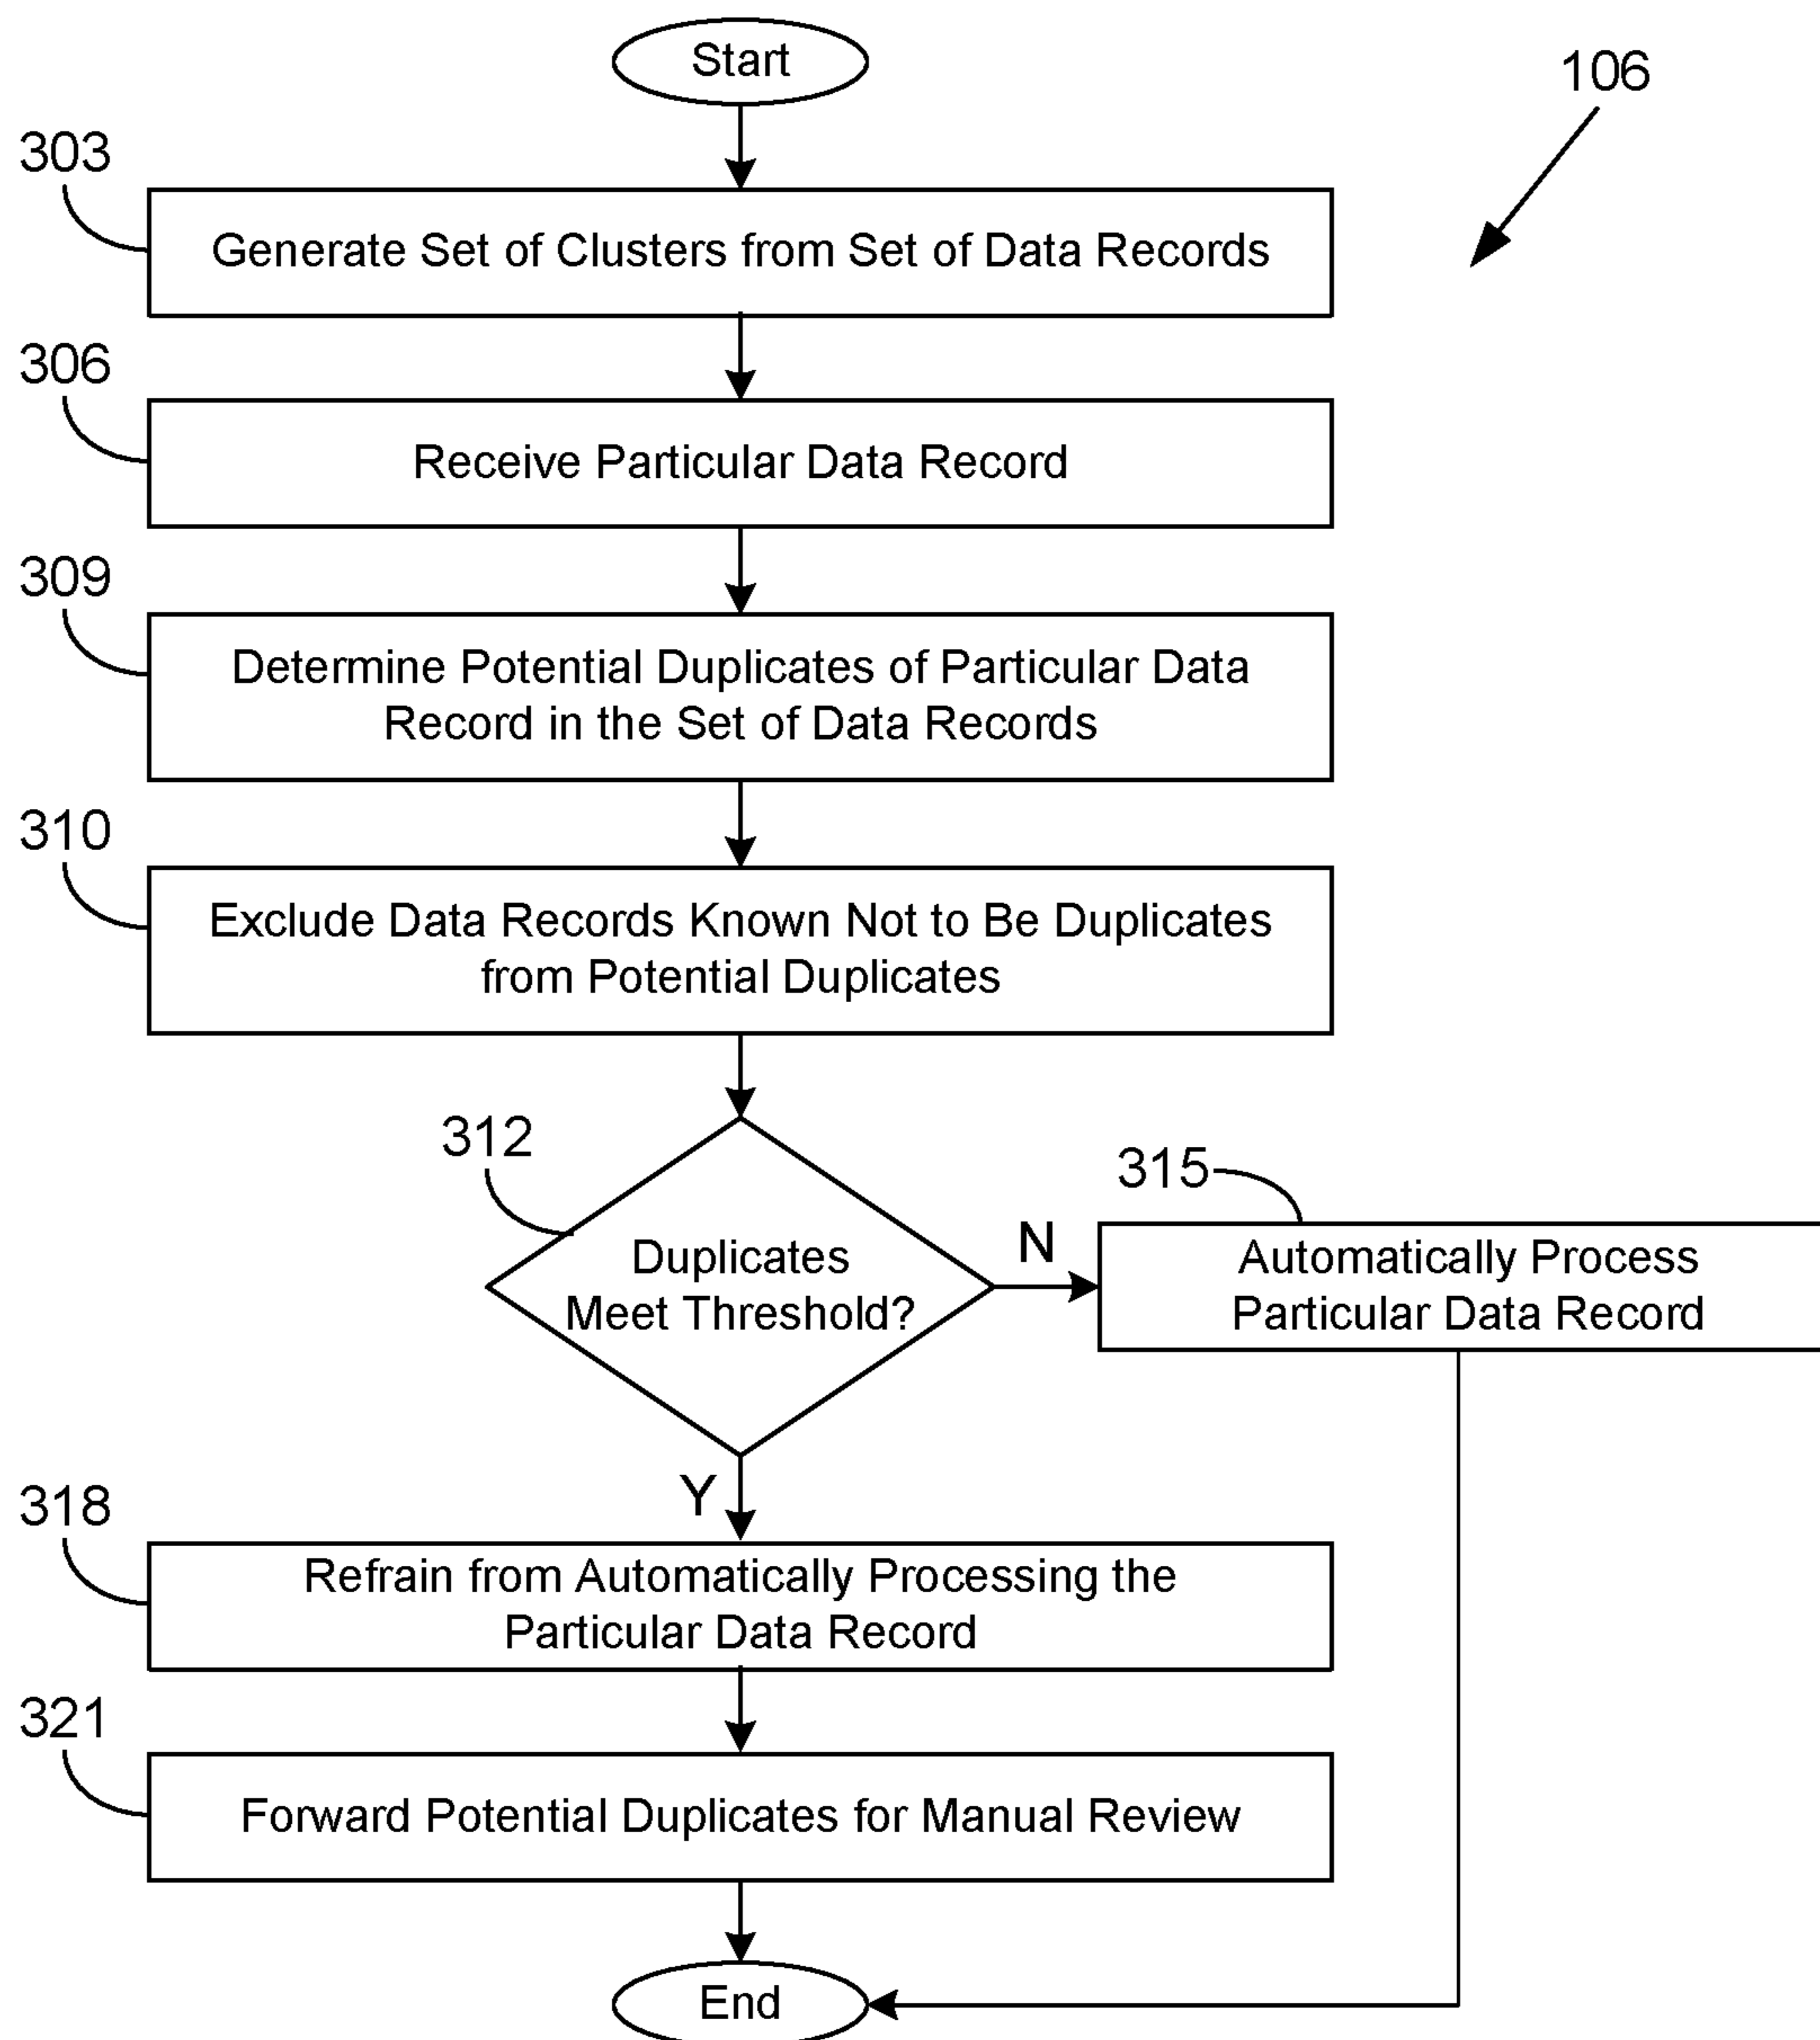 Start
106
303
Generate Set of Clusters from Set of Data Records
306
Receive Particular Data Record
309
Determine Potential Duplicates of Particular Data
Record in the Set of Data Records
310
Exclude Data Records Known Not to Be Duplicates
from Potential Duplicates
312
Duplicates
Meet Threshold?
N
315
Automatically Process
Particular Data Record
Y
318
Refrain from Automatically Processing the
Particular Data Record
321
Forward Potential Duplicates for Manual Review
End